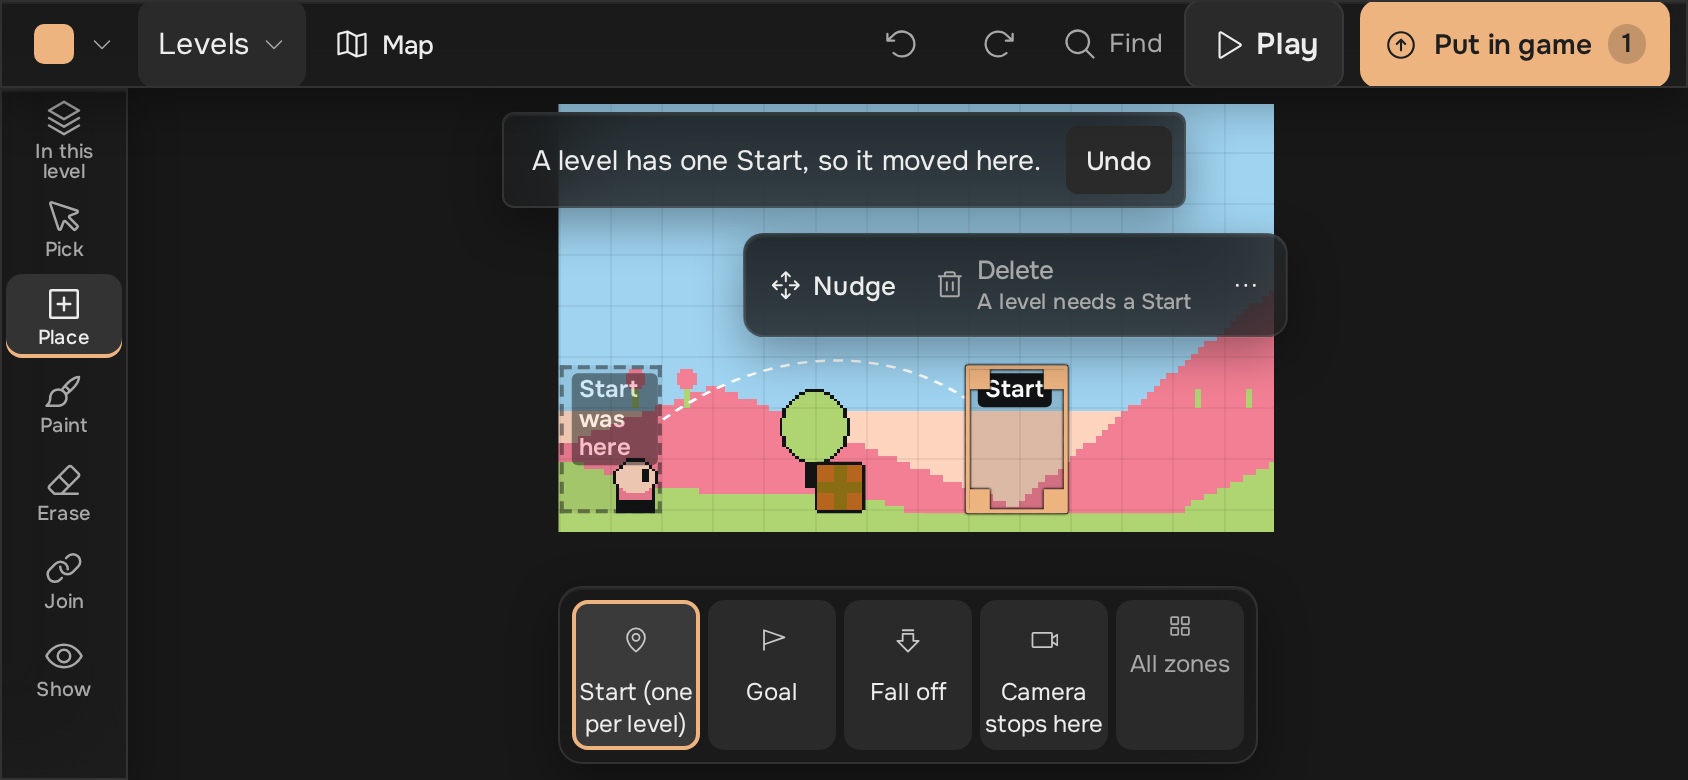 Levels
Map
Find
Play
Put in game
1
In this
level
Pick
Place
Paint
Erase
Join
Show
A level has one Start, so it moved here.
Undo
Nudge
Delete
A level needs a Start
Start
was
here
Start
Start (one
per level)
Goal
Fall off
Camera
stops here
All zones